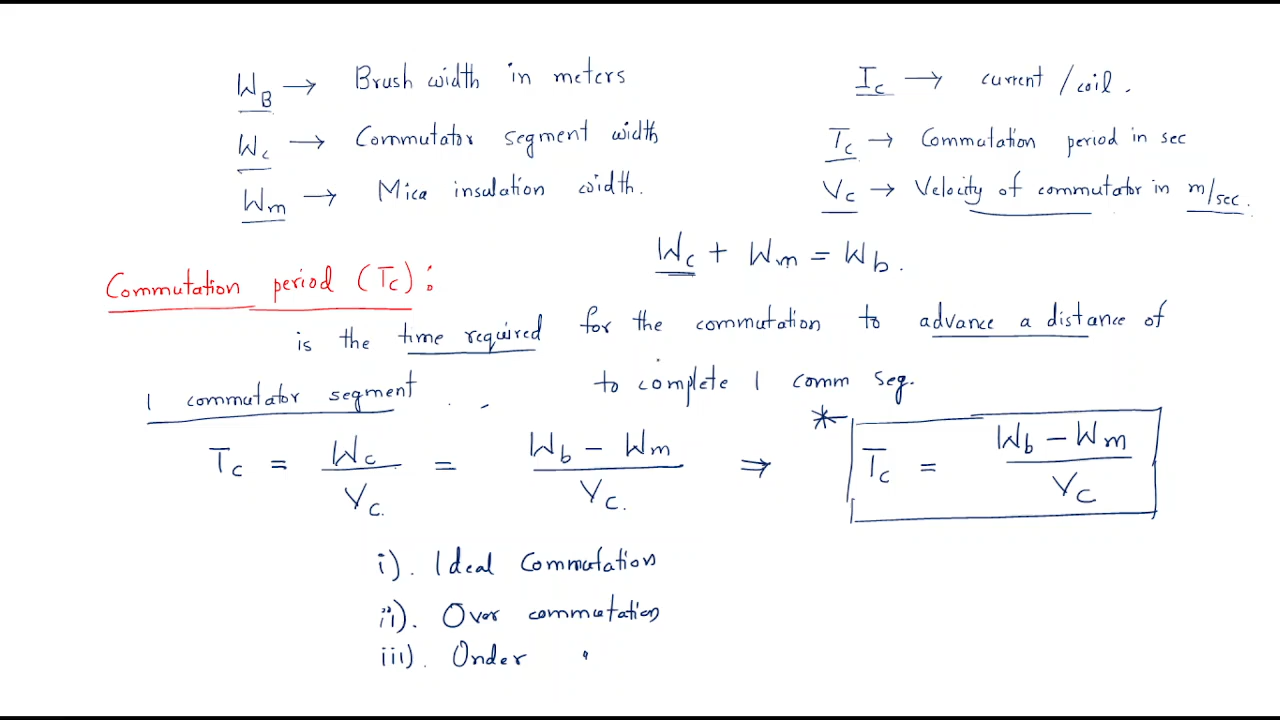 W_B → Brush width in meters
W_c → Commutator segment width
W_m → Mica insulation width.
I_c → current / coil.
T_c → Commutation period in sec
V_c → Velocity of commutator in m/sec.
W_c + W_m = W_b.
Commutation period (T_c) :
is the time required for the commutation to advance a distance of
1 commutator segment . to complete 1 comm seg.
T_c = W_c / V_c. = W_b - W_m / V_c. ⇒ * T_c = W_b - W_m / V_c
i). Ideal Commutation
ii). Over commutation
iii). Onder "